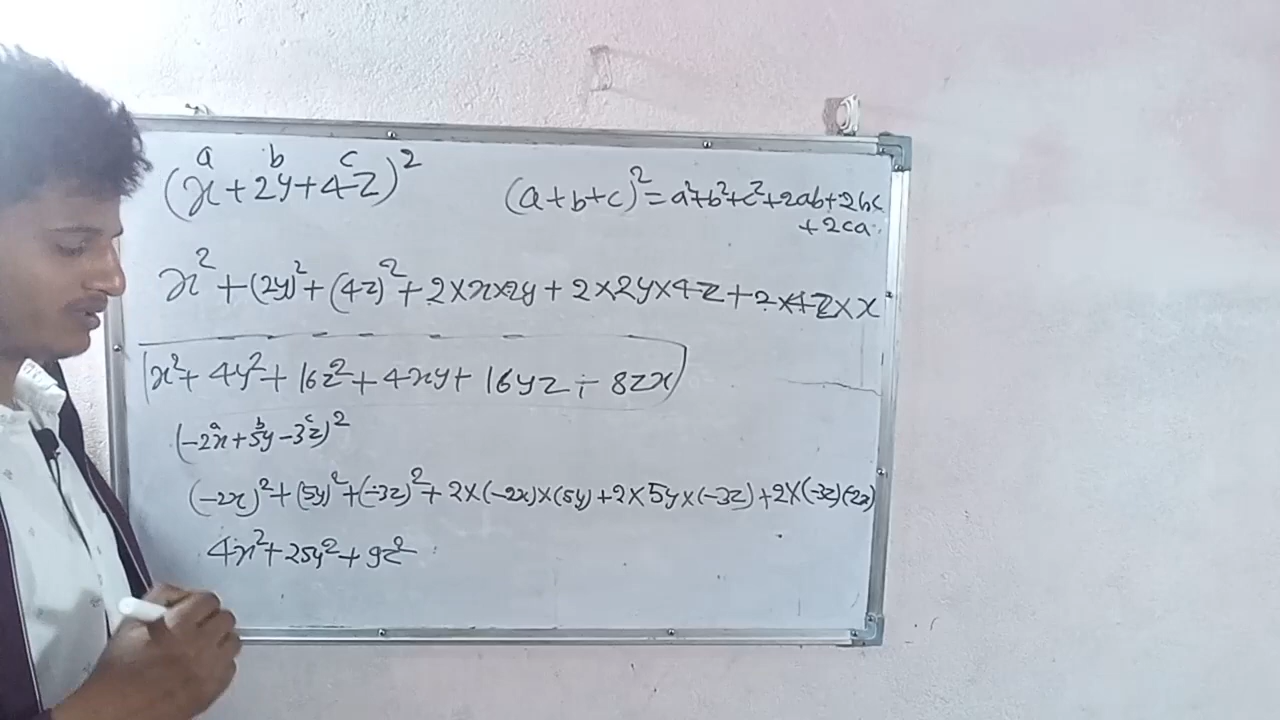 a b c
(x+2y+4z)²
(a+b+c)²=a²+b²+c²+2ab+2bc
+2ca
x²+(2y)²+(4z)²+2×x×2y+2×2y×4z+2×4z×x
x²+4y²+16z²+4xy+16yz+8zx
a b c
(-2x+5y-3z)²
(-2x)²+(5y)²+(-3z)²+2×(-2x)×(5y)+2×5y×(-3z)+2×(-3z)(-2x)
4x²+25y²+9z²